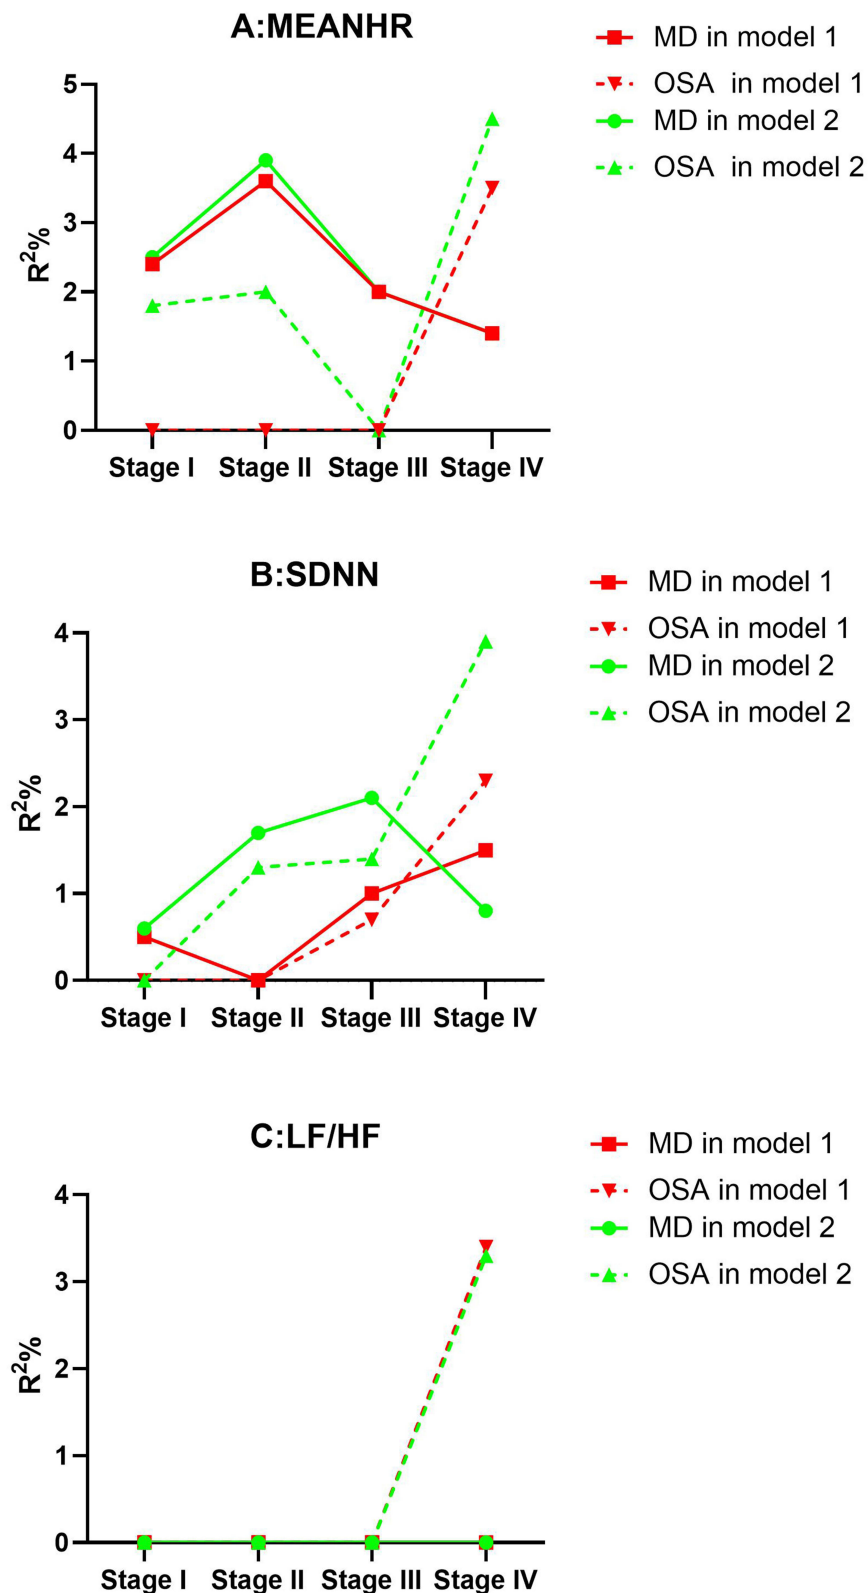 A:MEANHR
MD in model 1
OSA in model 1
MD in model 2
OSA in model 2
R²%
5
4
3
2
1
0
Stage I Stage II Stage III Stage IV
B:SDNN
MD in model 1
OSA in model 1
MD in model 2
OSA in model 2
R²%
4
3
2
1
0
Stage I Stage II Stage III Stage IV
C:LF/HF
MD in model 1
OSA in model 1
MD in model 2
OSA in model 2
R²%
4
3
2
1
0
Stage I Stage II Stage III Stage IV